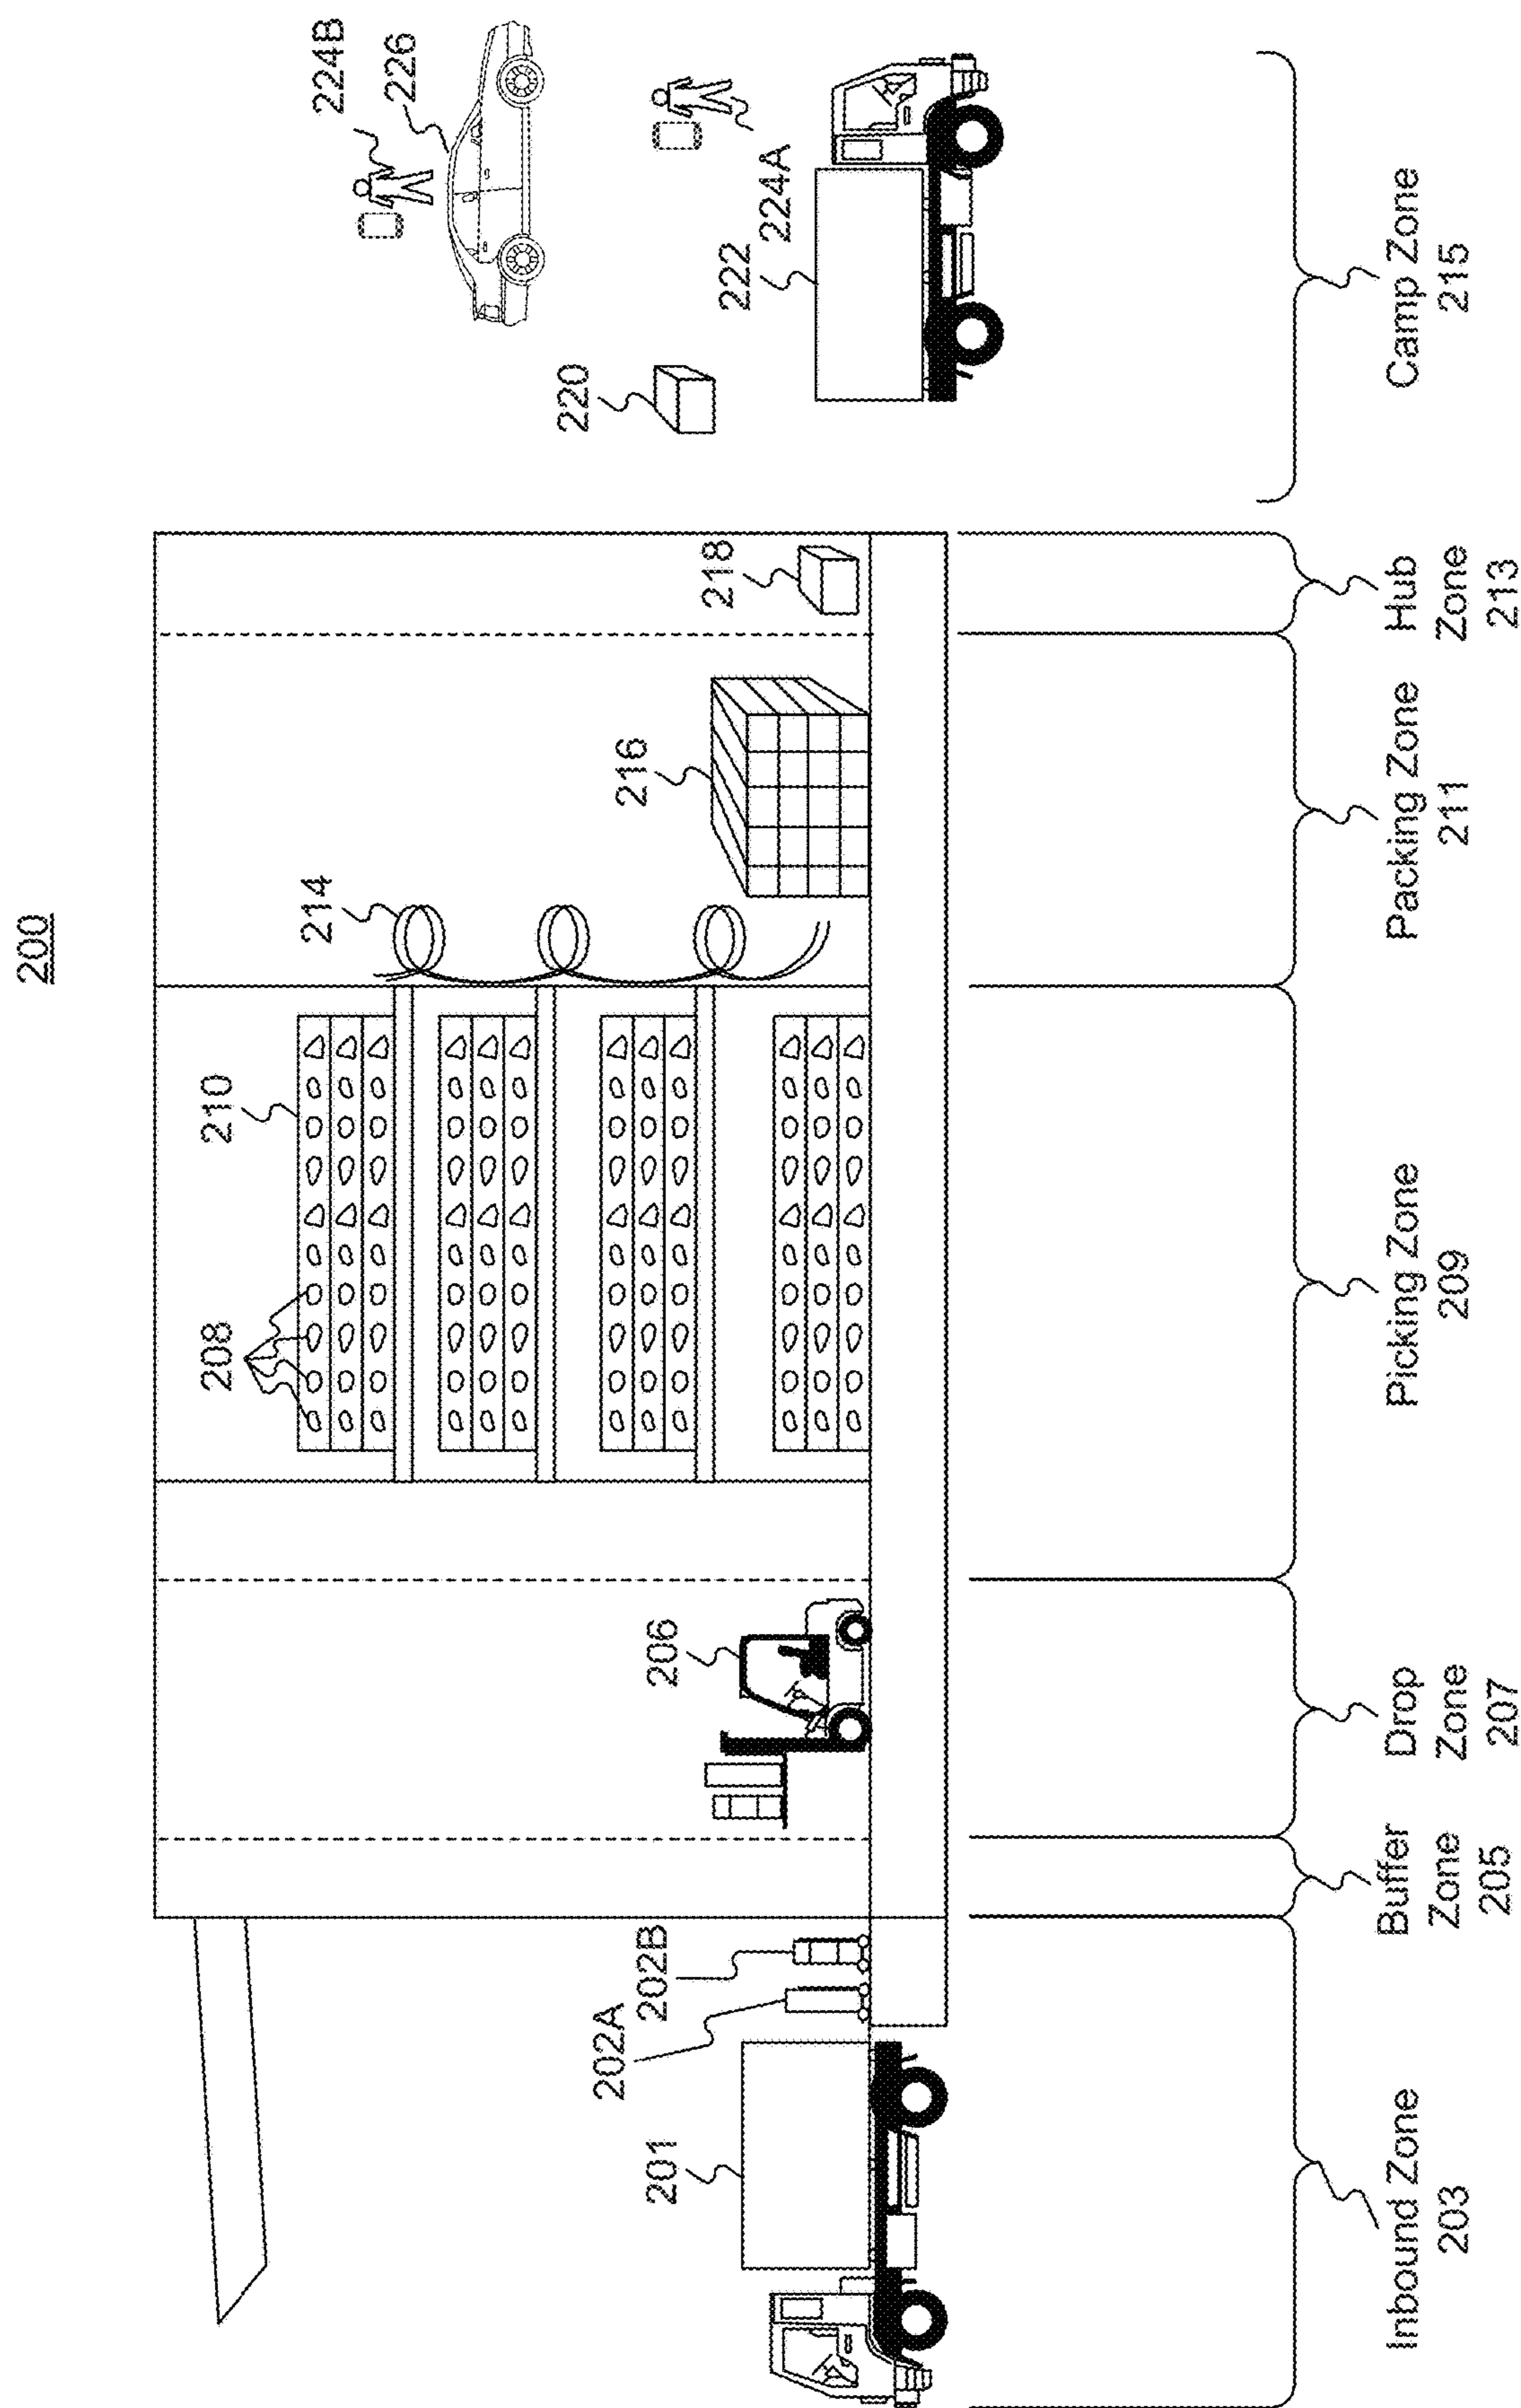 200
201
202A
202B
206
208
210
214
216
218
220
222
224A
224B
226
Inbound Zone
203
Buffer
Zone
205
Drop
Zone
207
Picking Zone
209
Packing Zone
211
Hub
Zone
213
Camp Zone
215